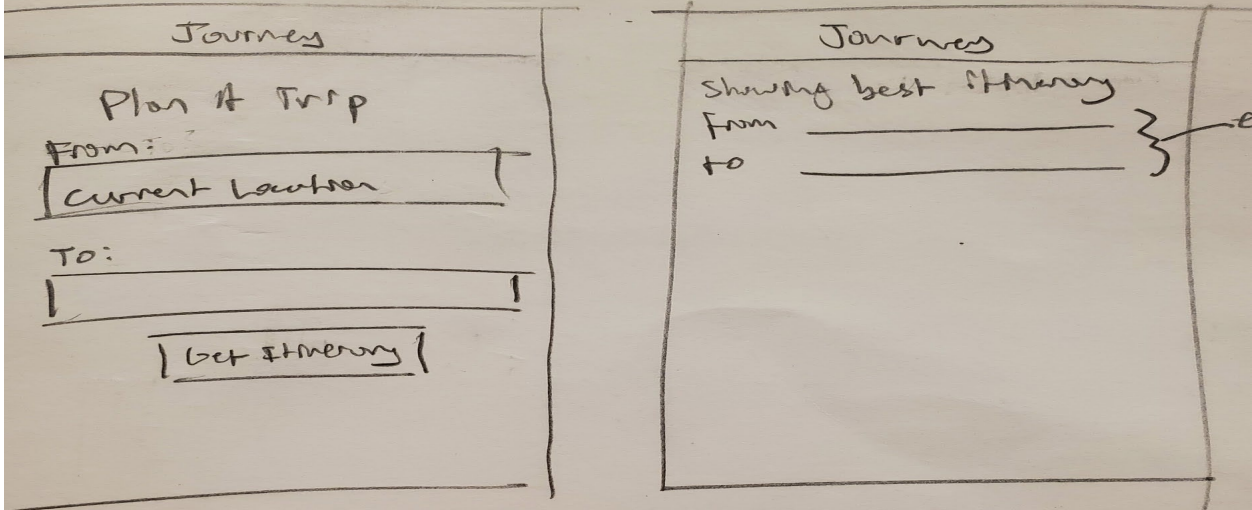 Journey
Plan A Trip
From:
Current Location
To:
Get Itinerary
Journey
Showing best itinerary
From
to